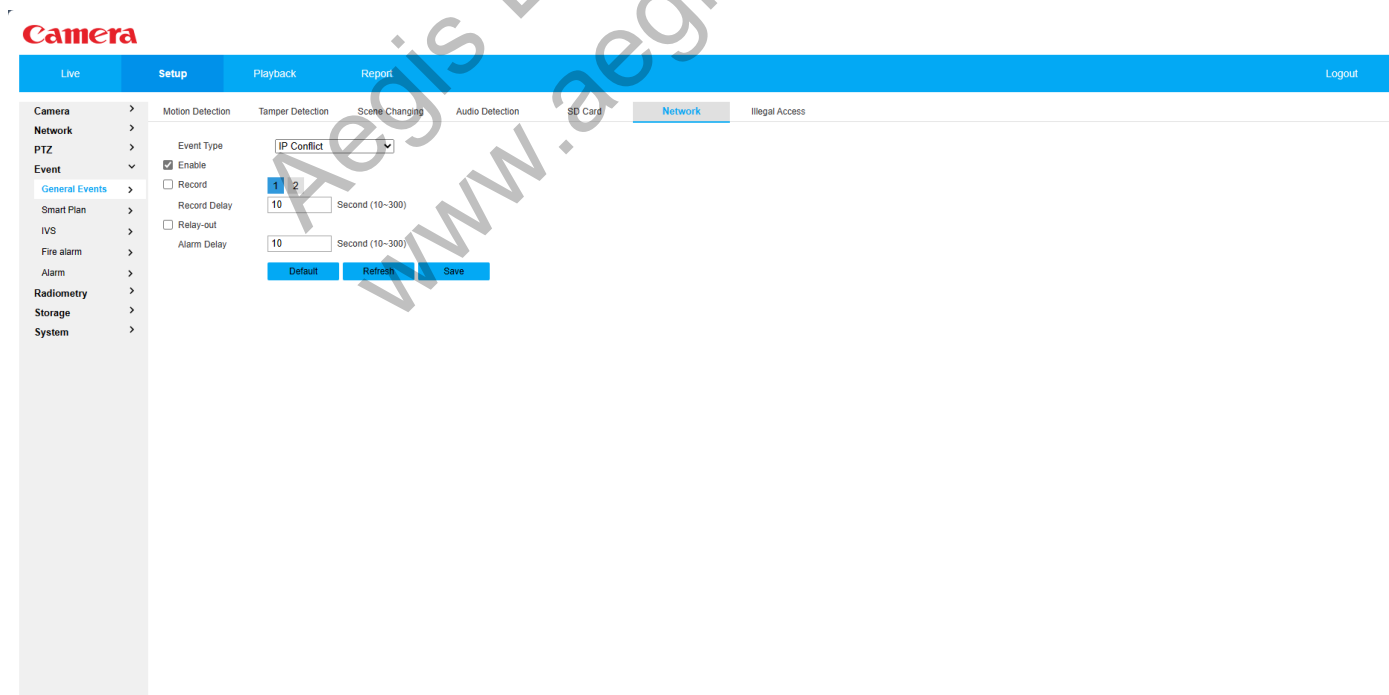 Camera
Live Setup Playback Report Logout
Camera
Network
PTZ
Event
General Events
Smart Plan
IVS
Fire alarm
Alarm
Radiometry
Storage
System
Motion Detection Tamper Detection Scene Changing Audio Detection SD Card Network Illegal Access
Event Type IP Conflict
Enable
Record 1 2
Record Delay 10 Second (10~300)
Relay-out
Alarm Delay 10 Second (10~300)
Default Refresh Save
Aegis
www.aegi